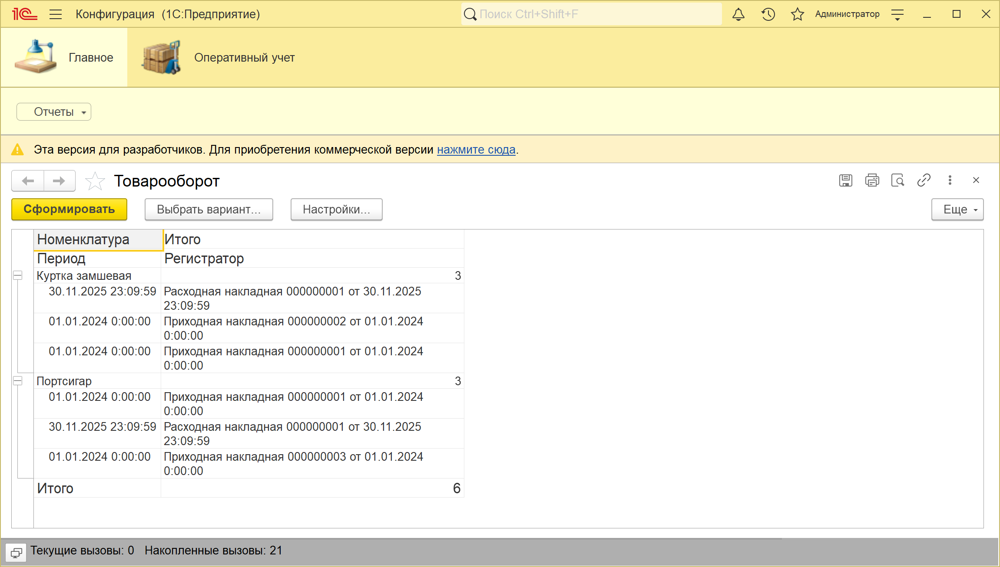 1С Конфигурация (1С:Предприятие) Поиск Ctrl+Shift+F Администратор
Главное Оперативный учет
Отчеты
Эта версия для разработчиков. Для приобретения коммерческой версии нажмите сюда.
Товарооборот
Сформировать Выбрать вариант... Настройки... Еще
Номенклатура Итого
Период Регистратор
Куртка замшевая 3
30.11.2025 23:09:59 Расходная накладная 000000001 от 30.11.2025
23:09:59
01.01.2024 0:00:00 Приходная накладная 000000002 от 01.01.2024
0:00:00
01.01.2024 0:00:00 Приходная накладная 000000001 от 01.01.2024
0:00:00
Портсигар 3
01.01.2024 0:00:00 Приходная накладная 000000001 от 01.01.2024
0:00:00
30.11.2025 23:09:59 Расходная накладная 000000001 от 30.11.2025
23:09:59
01.01.2024 0:00:00 Приходная накладная 000000003 от 01.01.2024
0:00:00
Итого 6
Текущие вызовы: 0 Накопленные вызовы: 21